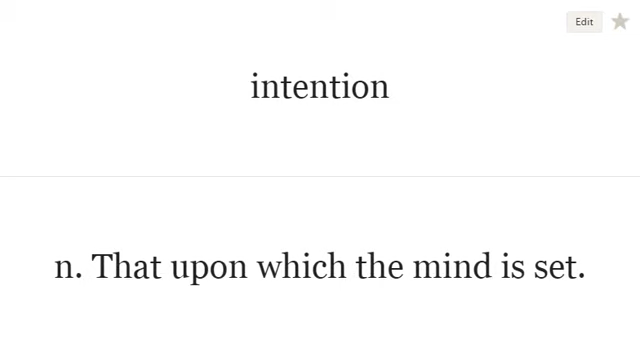 Edit
intention
n. That upon which the mind is set.